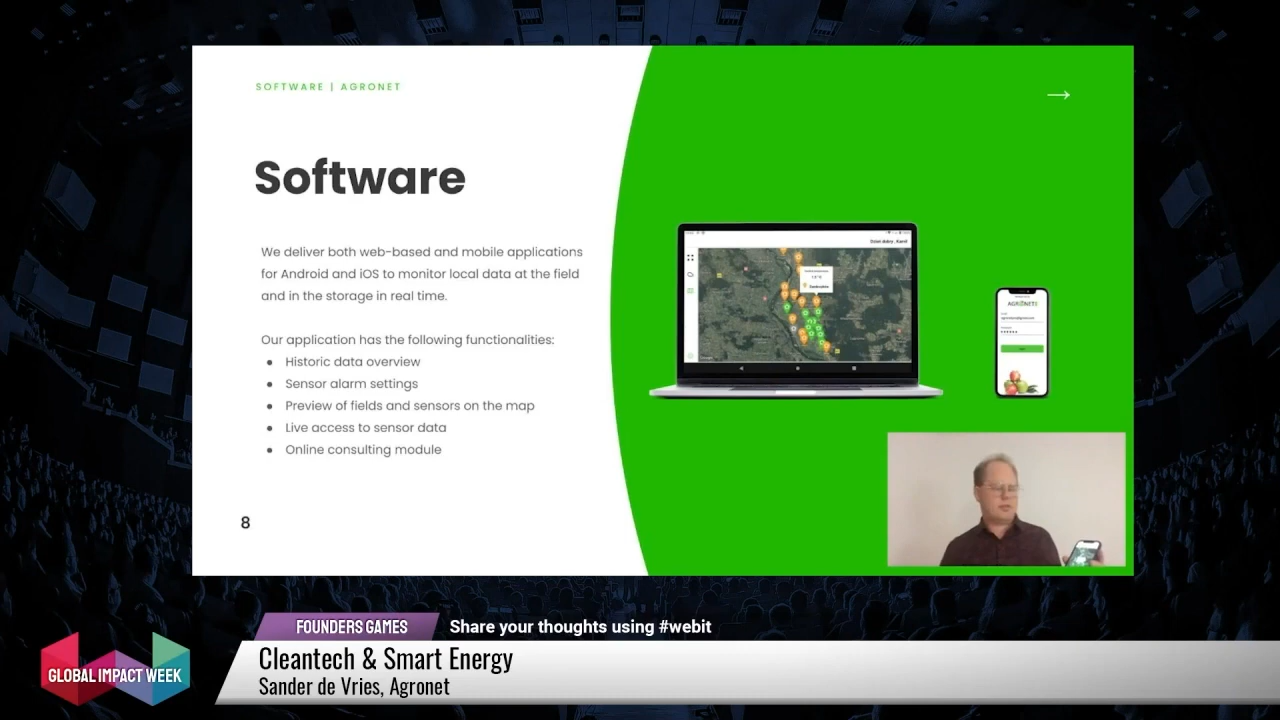 SOFTWARE | AGRONET
Software
We deliver both web-based and mobile applications
for Android and iOS to monitor local data at the field
and in the storage in real time.
Our application has the following functionalities:
● Historic data overview
● Sensor alarm settings
● Preview of fields and sensors on the map
● Live access to sensor data
● Online consulting module
8
→
AGRONET
FOUNDERS GAMES
Share your thoughts using #webit
GLOBAL IMPACT WEEK
Cleantech & Smart Energy
Sander de Vries, Agronet